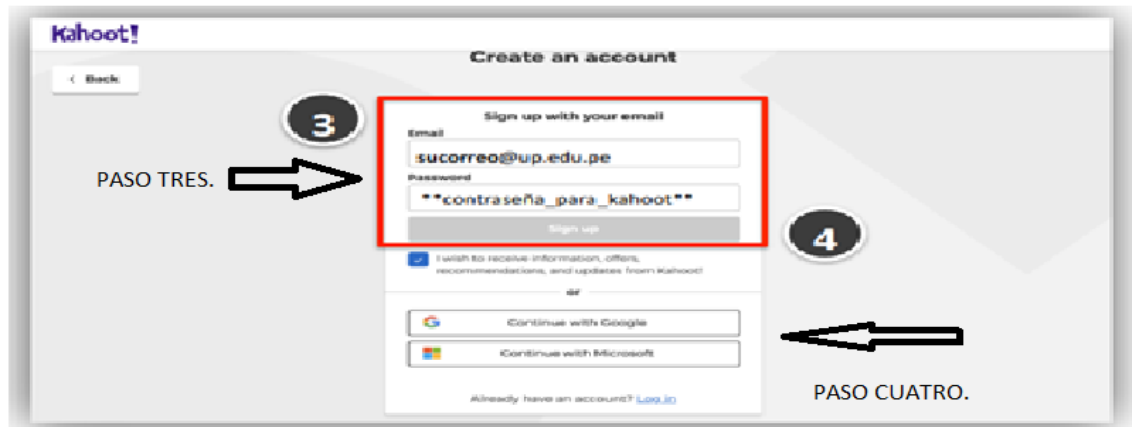 Kahoot!
Create an account
< Back
3
Sign up with your email
Email
sucorreo@up.edu.pe
PASO TRES.
Password
**contraseña_para_kahoot**
Sign up
4
I wish to receive information, offers,
recommendations, and updates from Kahoot!
or
Continue with Google
Continue with Microsoft
PASO CUATRO.
Already have an account? Log in